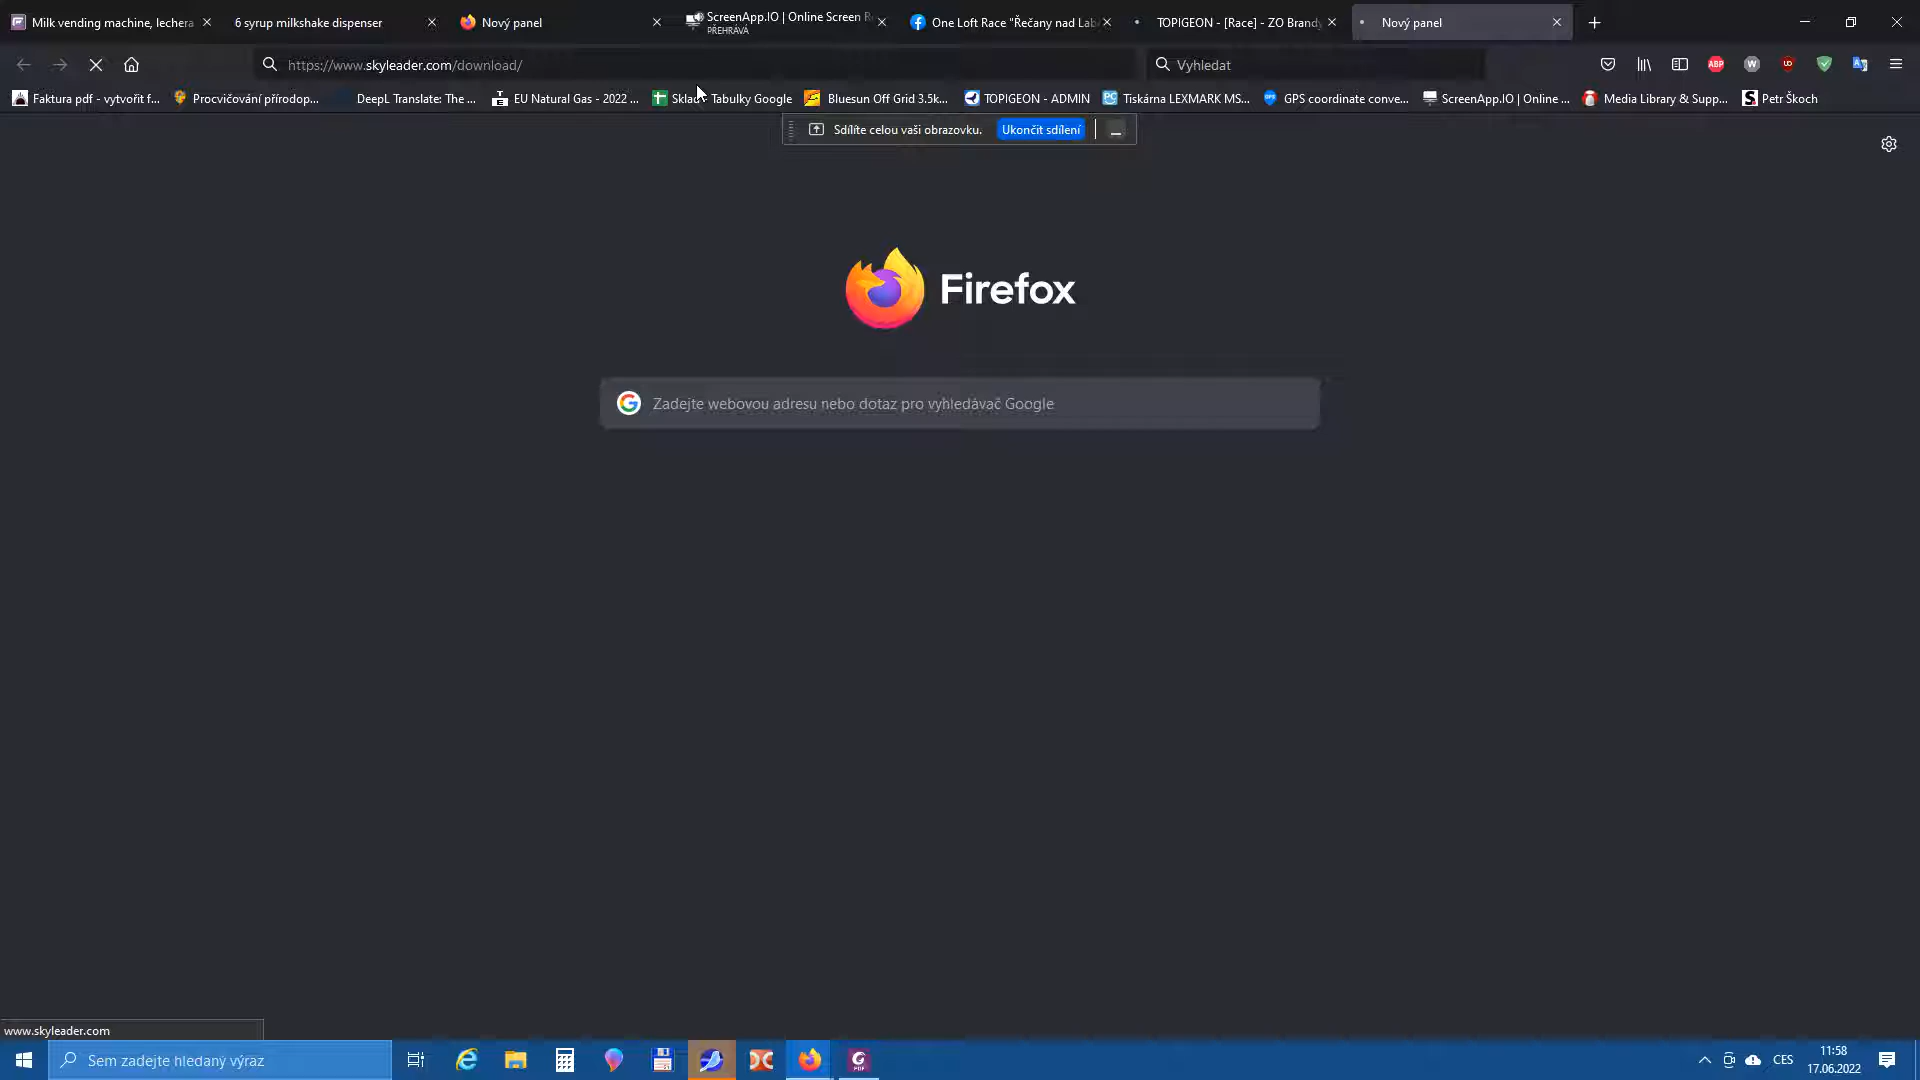 Milk vending machine, lechera
6 syrup milkshake dispenser
Nový panel
ScreenApp.IO | Online Screen Re
PŘEHRÁVÁ
One Loft Race "Řečany nad Lab
TOPIGEON - [Race] - ZO Brandý
Nový panel
https://www.skyleader.com/download/
Vyhledat
ABP
W
Faktura pdf - vytvořit f...
Procvičování přírodop...
DeepL Translate: The ...
EU Natural Gas - 2022 ...
Sklad Tabulky Google
Bluesun Off Grid 3.5k...
TOPIGEON - ADMIN
Tiskárna LEXMARK MS...
GPS coordinate conve...
ScreenApp.IO | Online ...
Media Library & Supp...
Petr Škoch
Sdílíte celou vaši obrazovku.
Ukončit sdílení
Firefox
Zadejte webovou adresu nebo dotaz pro vyhledávač Google
www.skyleader.com
Sem zadejte hledaný výraz
CES
11:58
17.06.2022